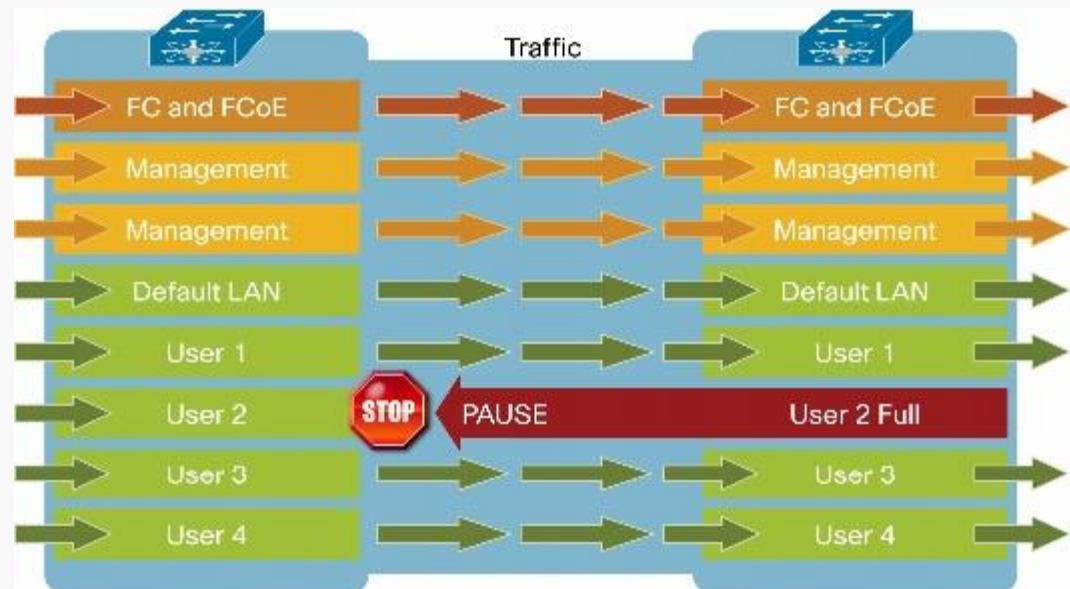 Traffic
FC and FCoE FC and FCoE
Management Management
Management Management
Default LAN Default LAN
User 1 User 1
User 2 STOP PAUSE User 2 Full
User 3 User 3
User 4 User 4